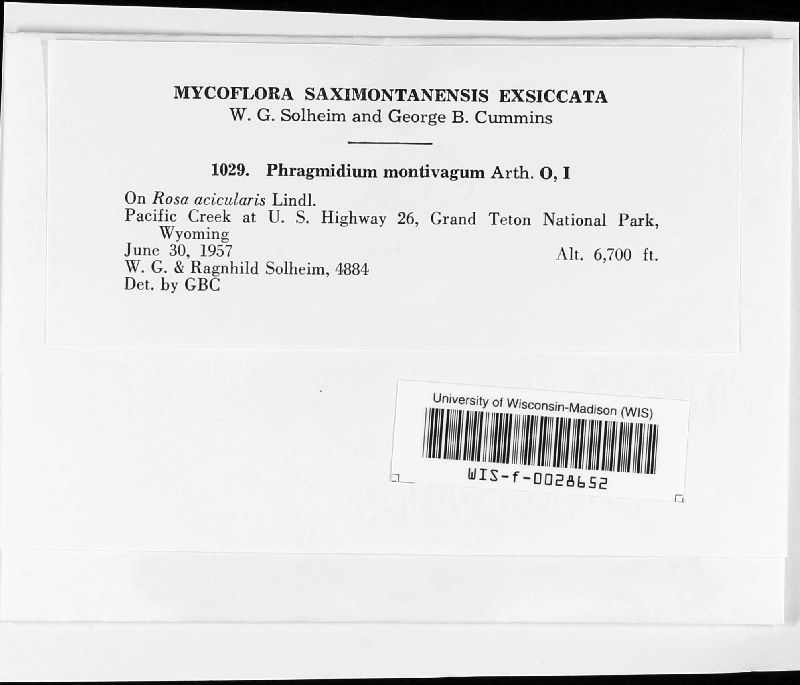 MYCOFLORA SAXIMONTANENSIS EXSICCATA
W. G. Solheim and George B. Cummins
1029. Phragmidium montivagum Arth. O, I
On Rosa acicularis Lindl.
Pacific Creek at U. S. Highway 26, Grand Teton National Park,
Wyoming
June 30, 1957 Alt. 6,700 ft.
W. G. & Ragnhild Solheim, 4884
Det. by GBC
University of Wisconsin-Madison (WIS)
WIS-f-0028652